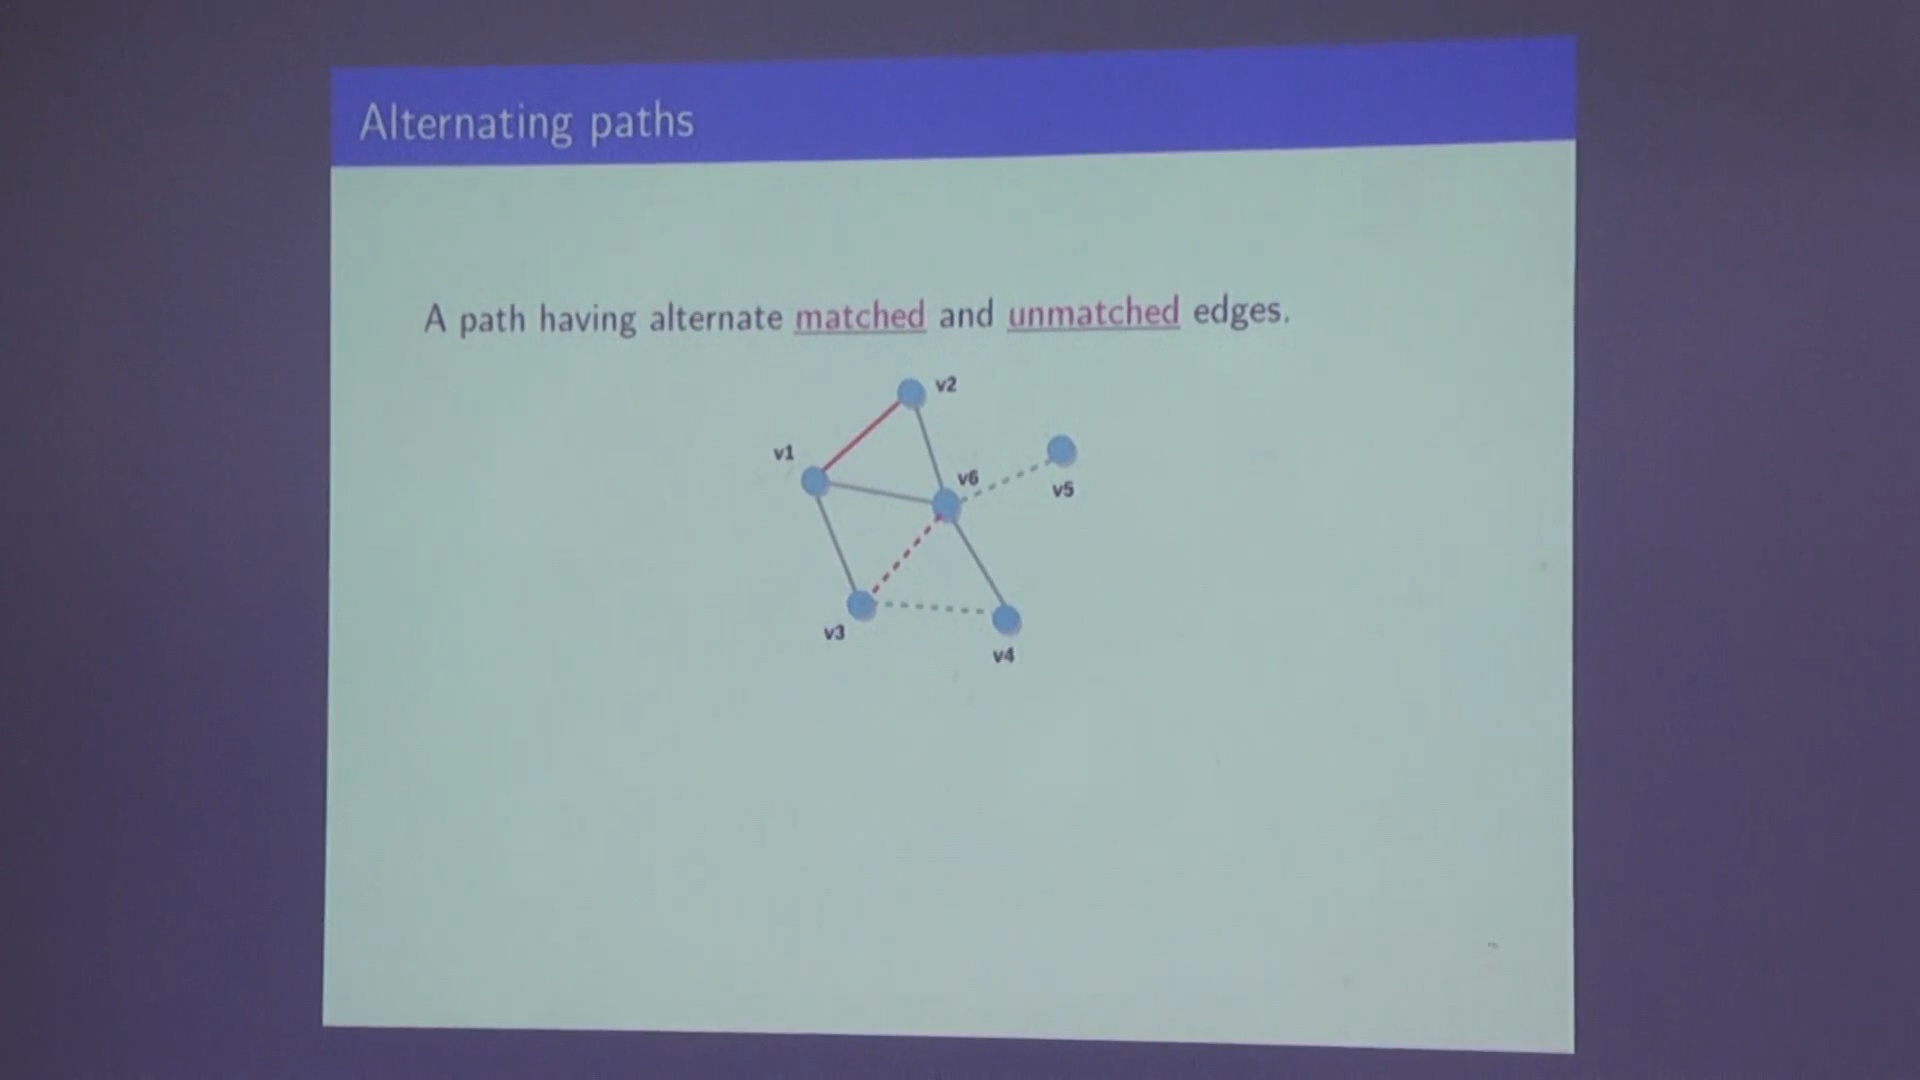 Alternating paths
A path having alternate matched and unmatched edges.
v2
v1
v6
v5
v3
v4